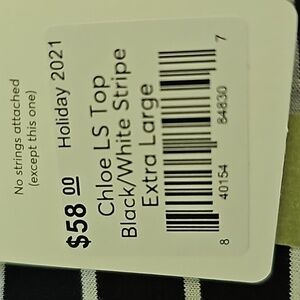 No strings attached
(except this one)
$58.00 Holiday 2021
Chloe LS Top
Black/White Stripe
Extra Large
8 40154 84830 7